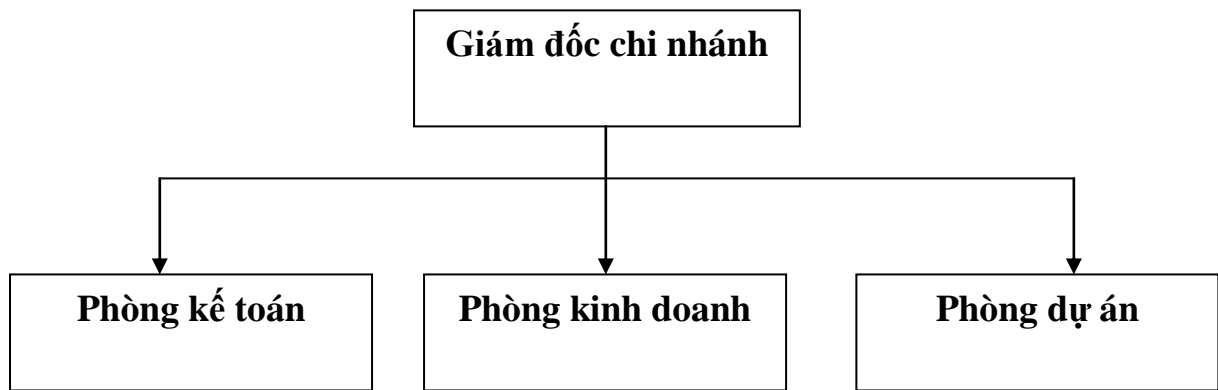 Giám đốc chi nhánh
Phòng kế toán
Phòng kinh doanh
Phòng dự án